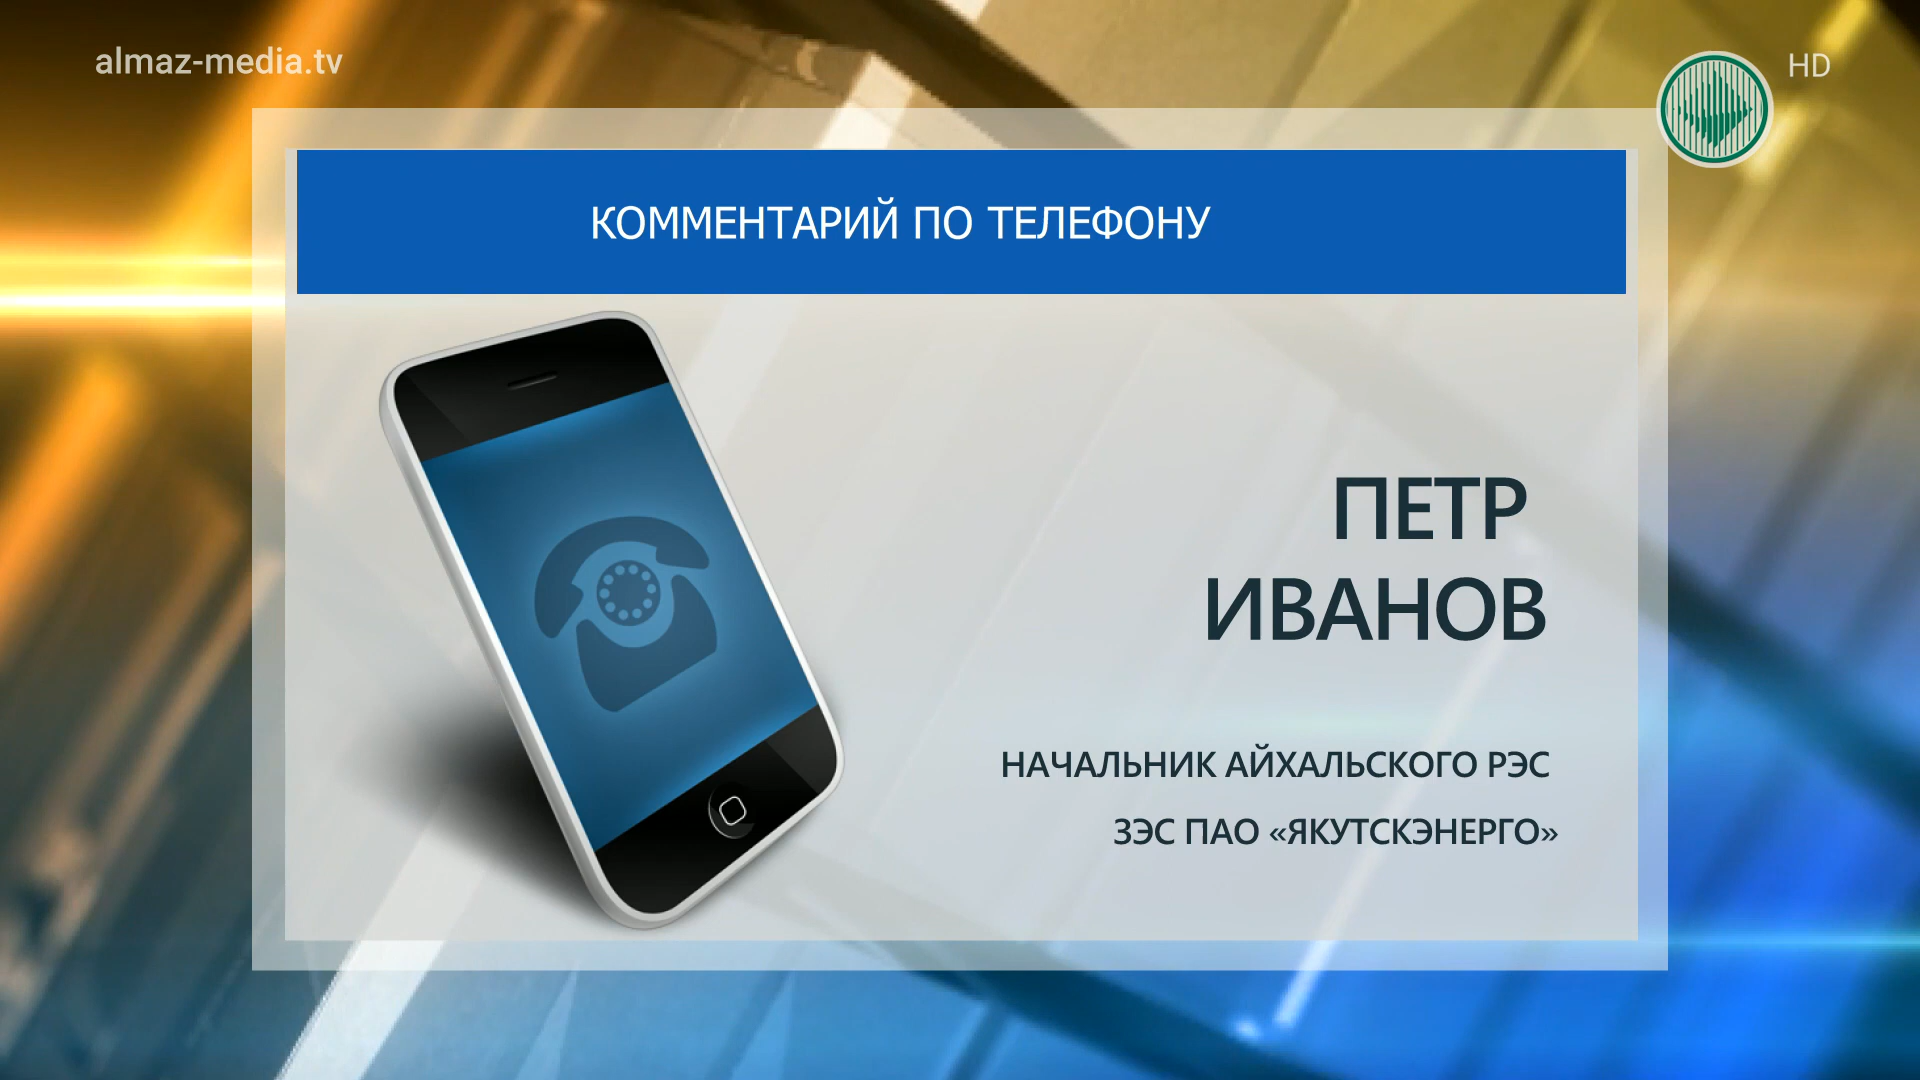 almaz-media.tv
HD
КОММЕНТАРИЙ ПО ТЕЛЕФОНУ
ПЕТР
ИВАНОВ
НАЧАЛЬНИК АЙХАЛЬСКОГО РЭС
ЗЭС ПАО «ЯКУТСКЭНЕРГО»